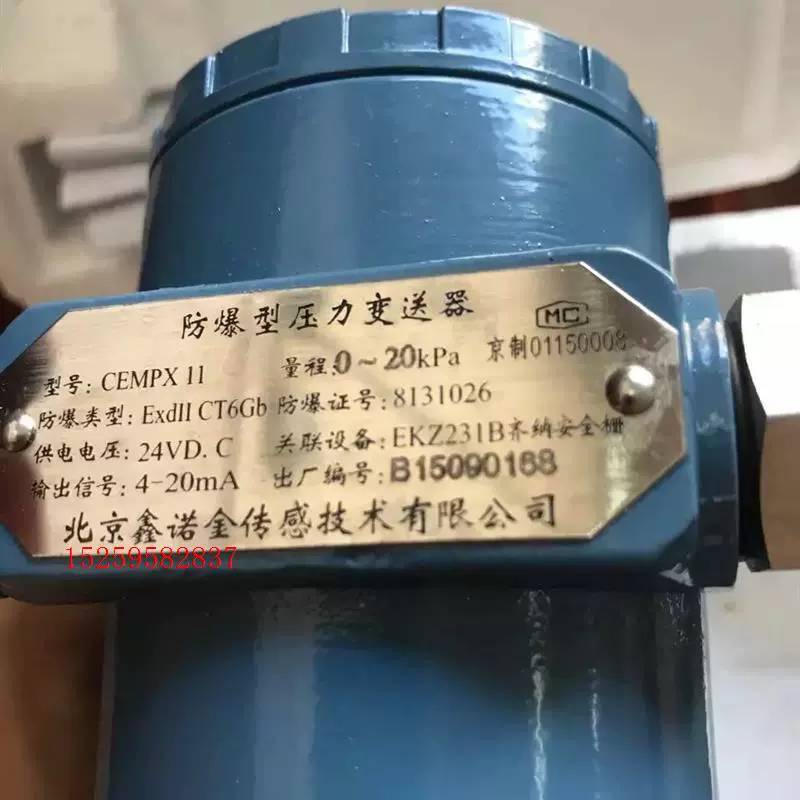 防爆型压力变送器
MC
京制01150008
型号: CEMPX 11
量程:0~20kPa
防爆类型: ExdII CT6Gb
防爆证号: 8131026
供电电压: 24VD. C
关联设备: EKZ231B齐纳安全栅
输出信号: 4-20mA
出厂编号: B15090168
北京鑫诺金传感技术有限公司
15259582837